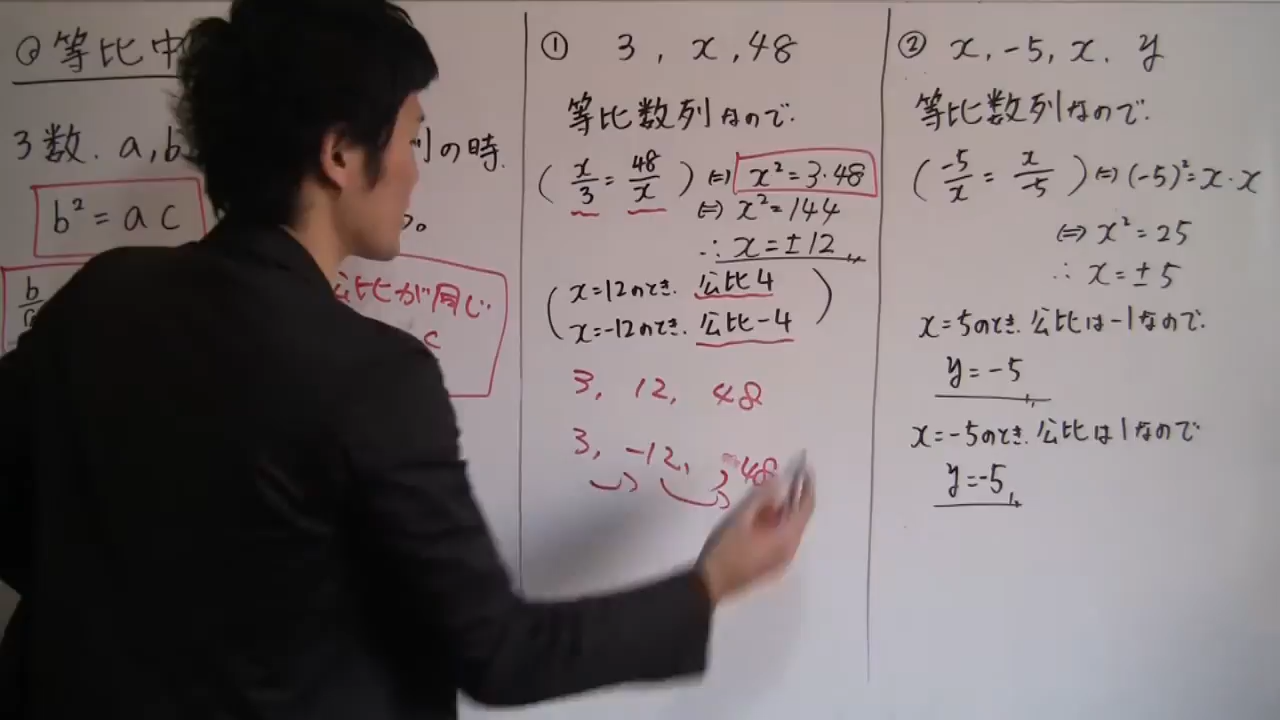 等比中
3数. a, b 列の時.
b² = ac
。
b/a 公比が同じ
c
① 3, x, 48
等比数列なので.
(x/3 = 48/x) ⇔ x² = 3·48
⇔ x² = 144
∴ x = ±12
(x=12のとき. 公比4
x=-12のとき. 公比-4)
3, 12, 48
3, -12, 48
② x, -5, x, y
等比数列なので.
(-5/x = x/-5) ⇔ (-5)² = x·x
⇔ x² = 25
∴ x = ±5
x=5のとき. 公比は-1なので.
y = -5
x=-5のとき. 公比は1なので
y=-5